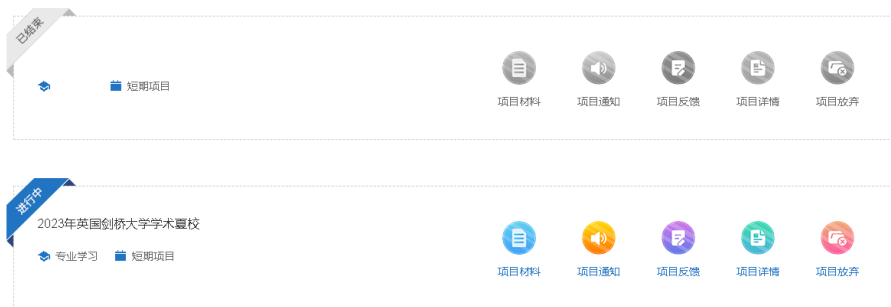 已结束
短期项目
项目材料 项目通知 项目反馈 项目详情 项目放弃
进行中
2023年英国剑桥大学学术夏校
专业学习 短期项目
项目材料 项目通知 项目反馈 项目详情 项目放弃